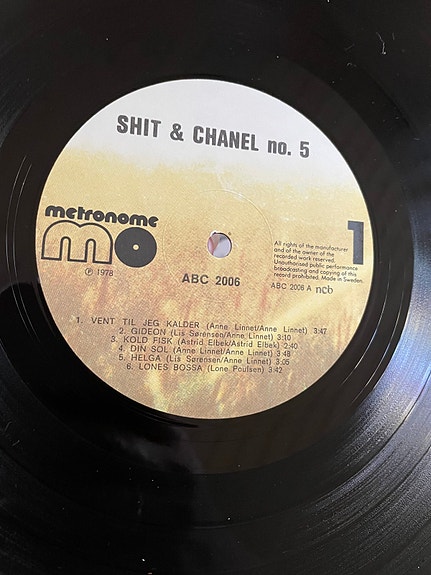 SHIT & CHANEL no. 5
metronome
mo
℗ 1978
ABC 2006
1
All rights of the manufacturer
and of the owner of the
recorded work reserved.
Unauthorised public performance
broadcasting and copying of this
record prohibited. Made in Sweden.
ABC 2006 A ncb
1. VENT TIL JEG KALDER (Anne Linnet/Anne Linnet) 3:47
2. GIDEON (Lis Sørensen/Anne Linnet) 3:10
3. KOLD FISK (Astrid Elbek/Astrid Elbek) 2:40
4. DIN SOL (Anne Linnet/Anne Linnet) 3:48
5. HELGA (Lis Sørensen/Anne Linnet) 3:05
6. LONES BOSSA (Lone Poulsen) 3:42